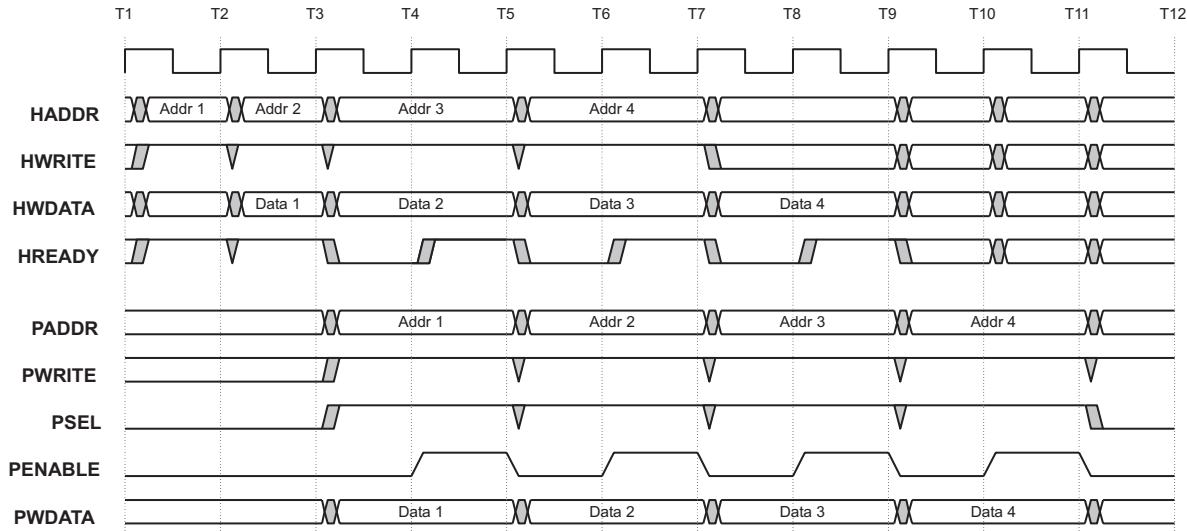 T1 T2 T3 T4 T5 T6 T7 T8 T9 T10 T11 T12
HADDR Addr 1 Addr 2 Addr 3 Addr 4
HWRITE
HWDATA Data 1 Data 2 Data 3 Data 4
HREADY
PADDR Addr 1 Addr 2 Addr 3 Addr 4
PWRITE
PSEL
PENABLE
PWDATA Data 1 Data 2 Data 3 Data 4